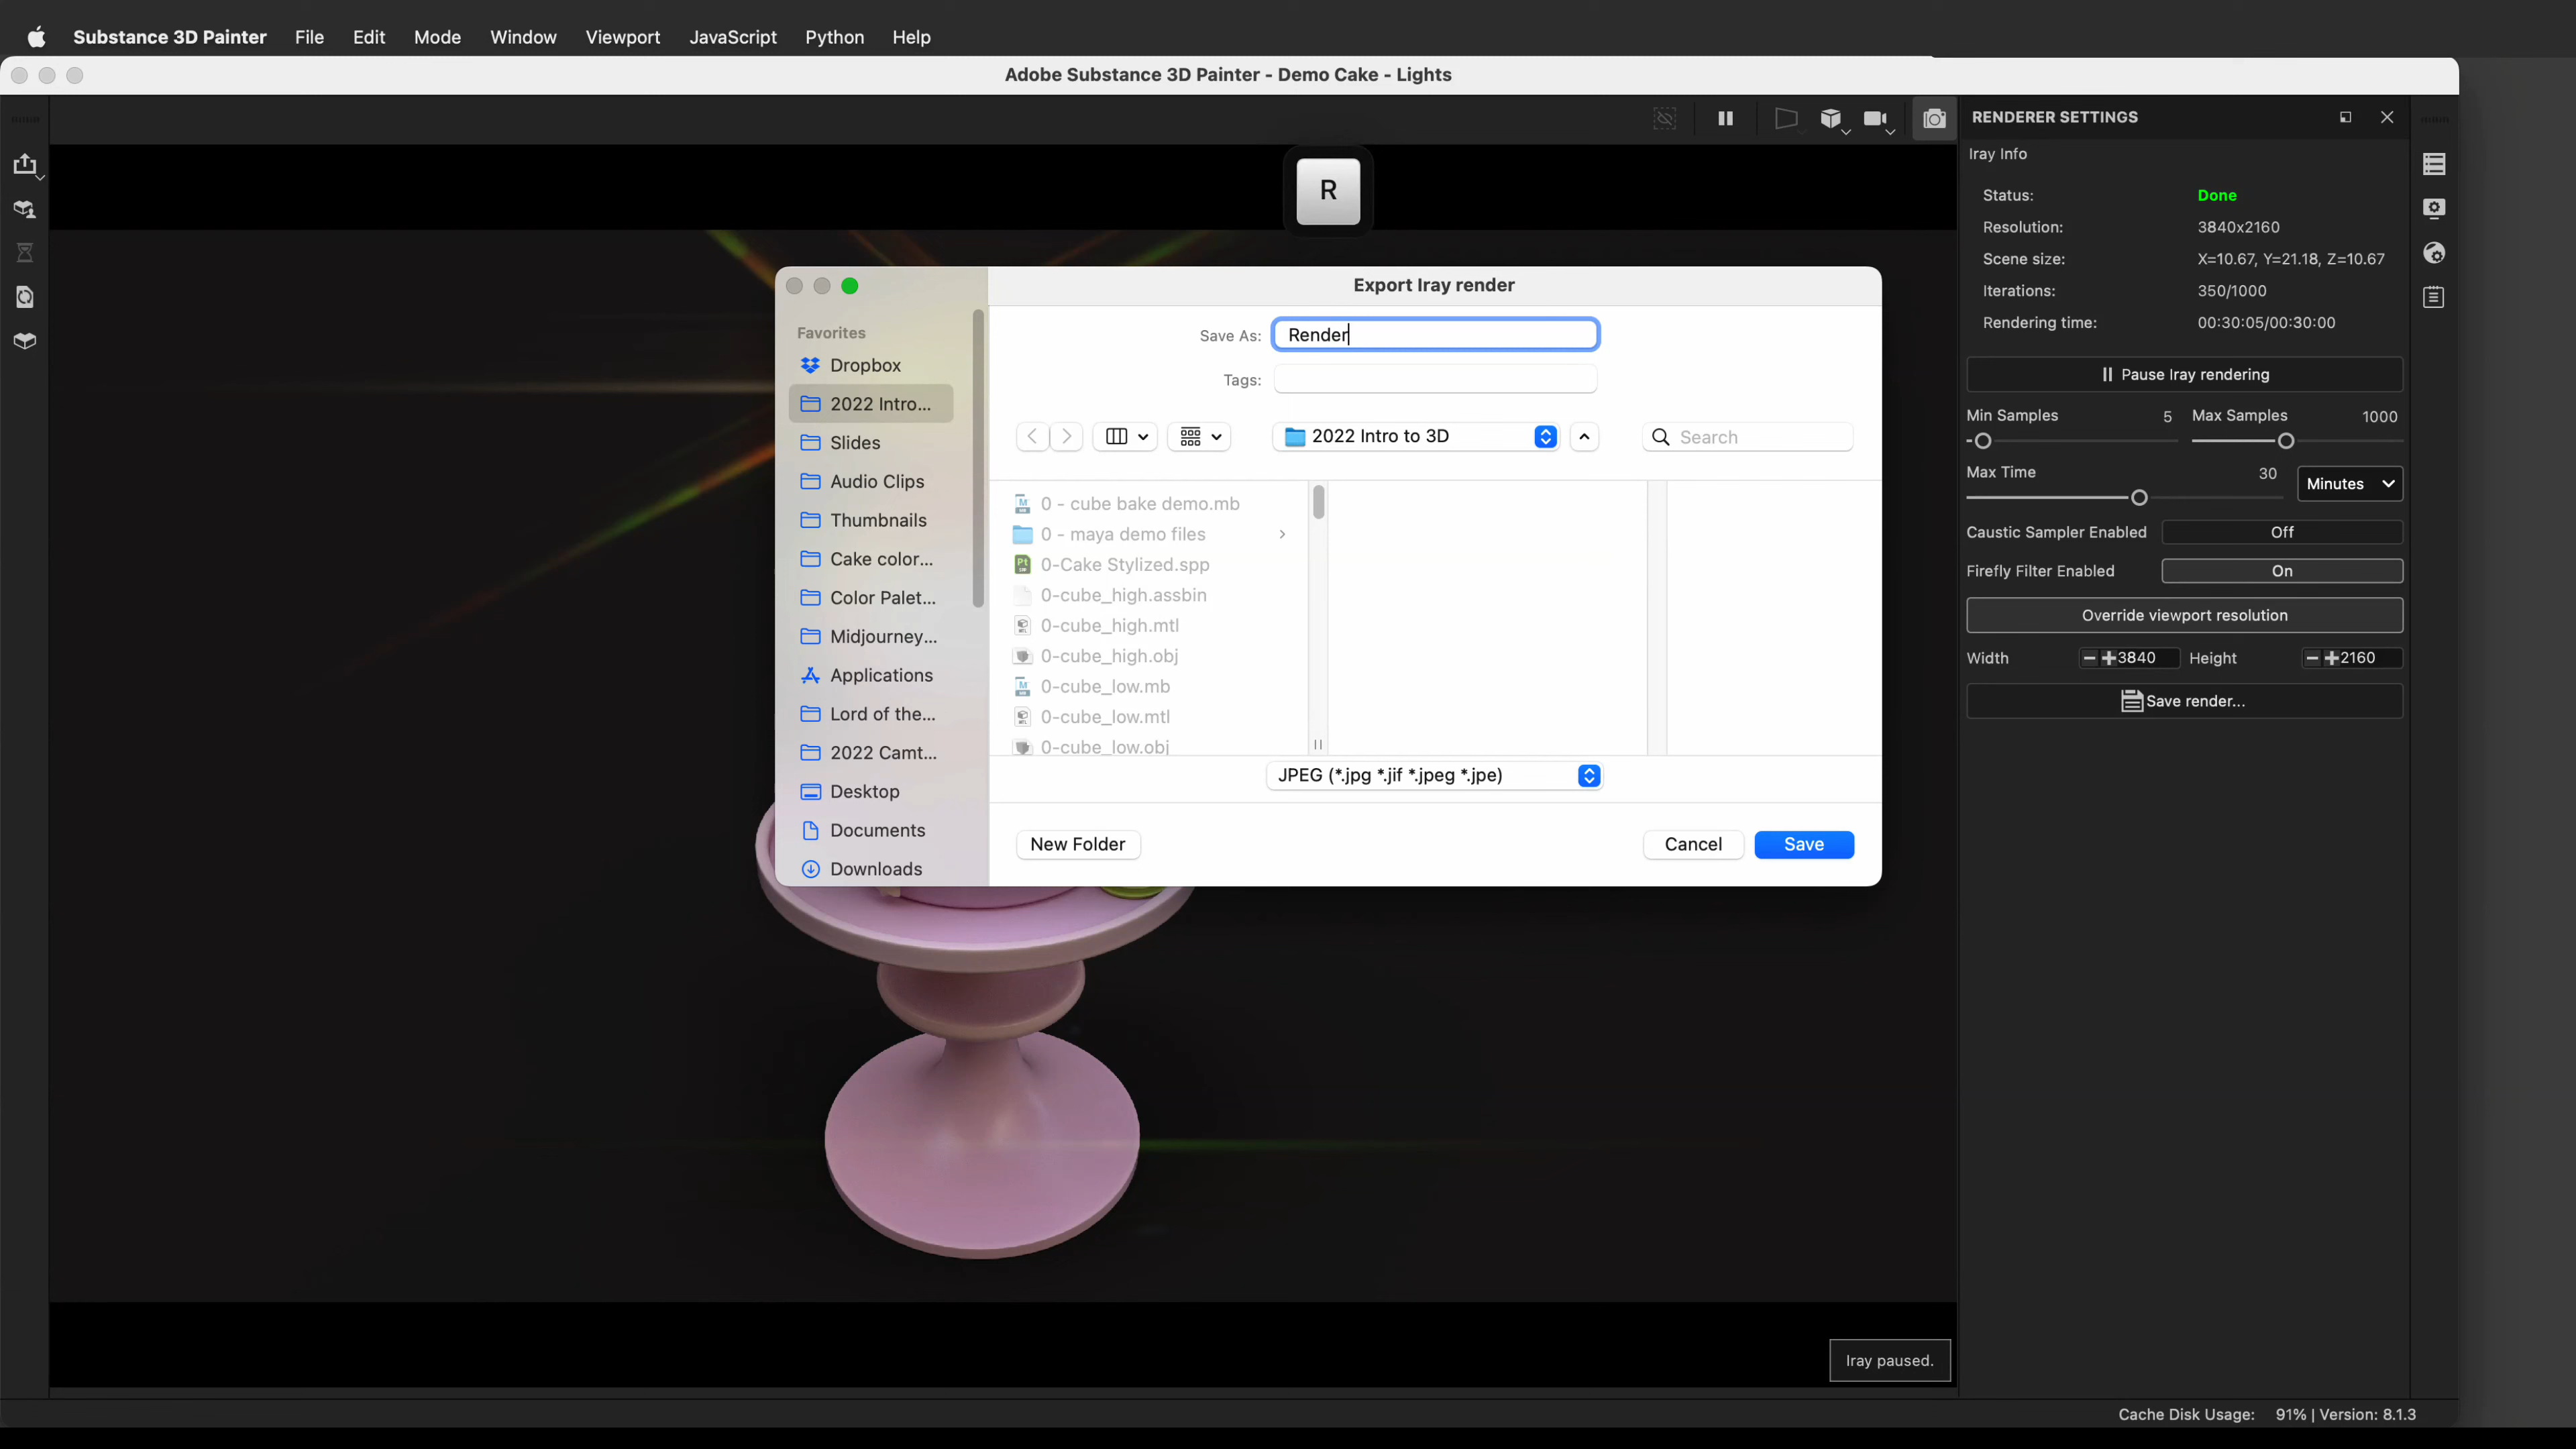 Substance 3D Painter File Edit Mode Window Viewport JavaScript Python Help
Adobe Substance 3D Painter - Demo Cake - Lights
R
RENDERER SETTINGS
Iray Info
Status: Done
Resolution: 3840x2160
Scene size: X=10.67, Y=21.18, Z=10.67
Iterations: 350/1000
Rendering time: 00:30:05/00:30:00
Pause Iray rendering
Min Samples 5 Max Samples 1000
Max Time 30 Minutes
Caustic Sampler Enabled Off
Firefly Filter Enabled On
Override viewport resolution
Width 3840 Height 2160
Save render...
Export Iray render
Save As: Render
Tags:
2022 Intro to 3D
Search
Favorites
Dropbox
2022 Intro...
Slides
Audio Clips
Thumbnails
Cake color...
Color Palet...
Midjourney...
Applications
Lord of the...
2022 Camt...
Desktop
Documents
Downloads
0 - cube bake demo.mb
0 - maya demo files
0-Cake Stylized.spp
0-cube_high.assbin
0-cube_high.mtl
0-cube_high.obj
0-cube_low.mb
0-cube_low.mtl
0-cube_low.obj
JPEG (*.jpg *.jif *.jpeg *.jpe)
New Folder Cancel Save
Iray paused.
Cache Disk Usage: 91% | Version: 8.1.3